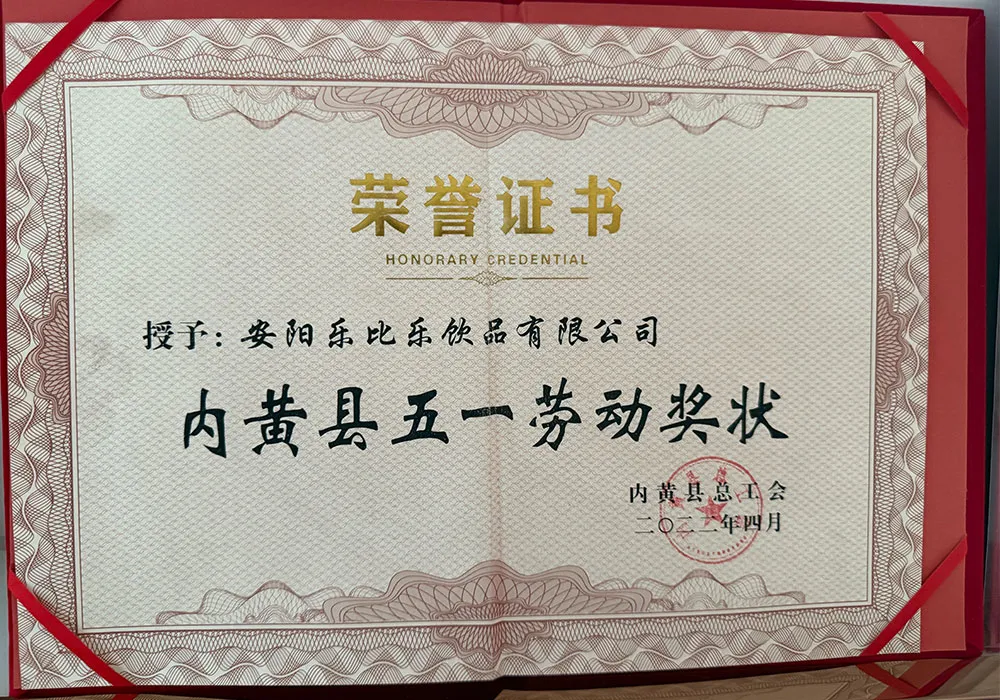 荣誉证书
HONORARY CREDENTIAL
授予：安阳乐比乐饮品有限公司
内黄县五一劳动奖状
内黄县总工会
二〇二二年四月